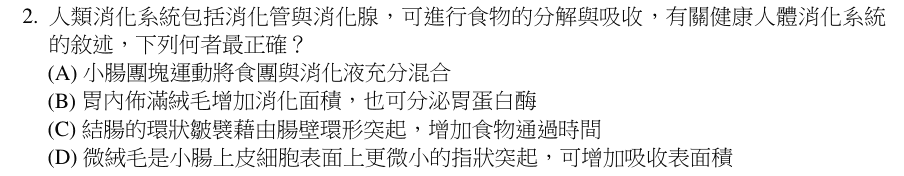 2. 人類消化系統包括消化管與消化腺，可進行食物的分解與吸收，有關健康人體消化系統
的敘述，下列何者最正確？
(A) 小腸團塊運動將食團與消化液充分混合
(B) 胃內佈滿絨毛增加消化面積，也可分泌胃蛋白酶
(C) 結腸的環狀皺襞藉由腸壁環形突起，增加食物通過時間
(D) 微絨毛是小腸上皮細胞表面上更微小的指狀突起，可增加吸收表面積